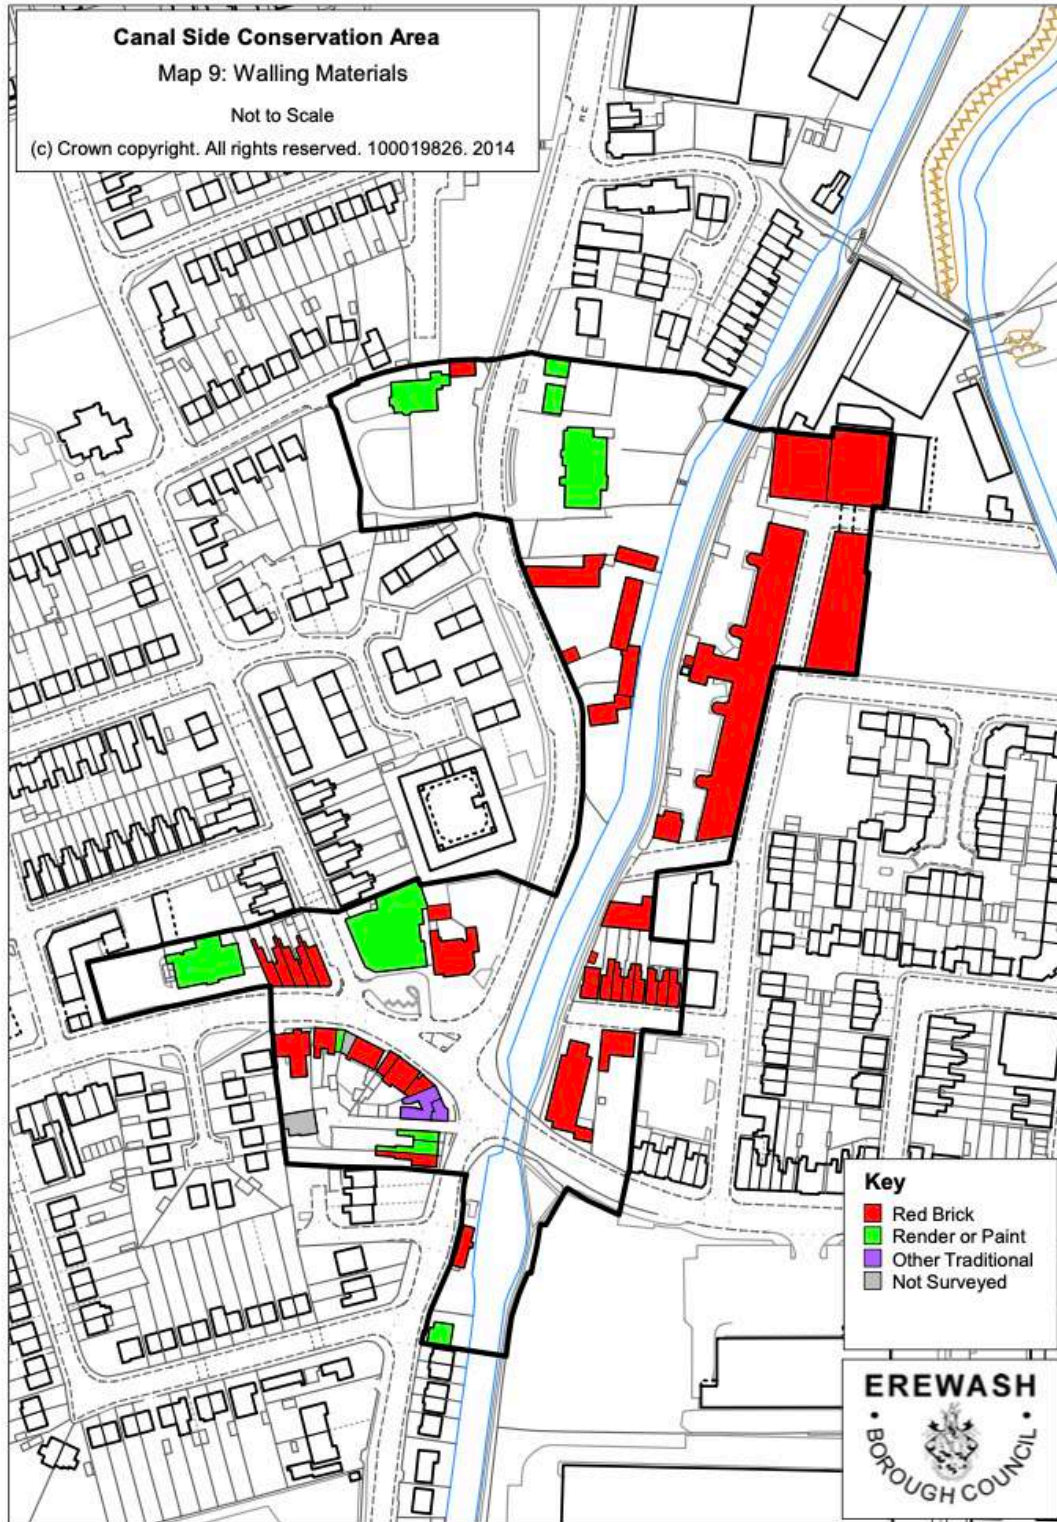 Canal Side Conservation Area
Map 9: Walling Materials
Not to Scale
(c) Crown copyright. All rights reserved. 100019826. 2014
Key
Red Brick
Render or Paint
Other Traditional
Not Surveyed
EREWASH
• BOROUGH COUNCIL •